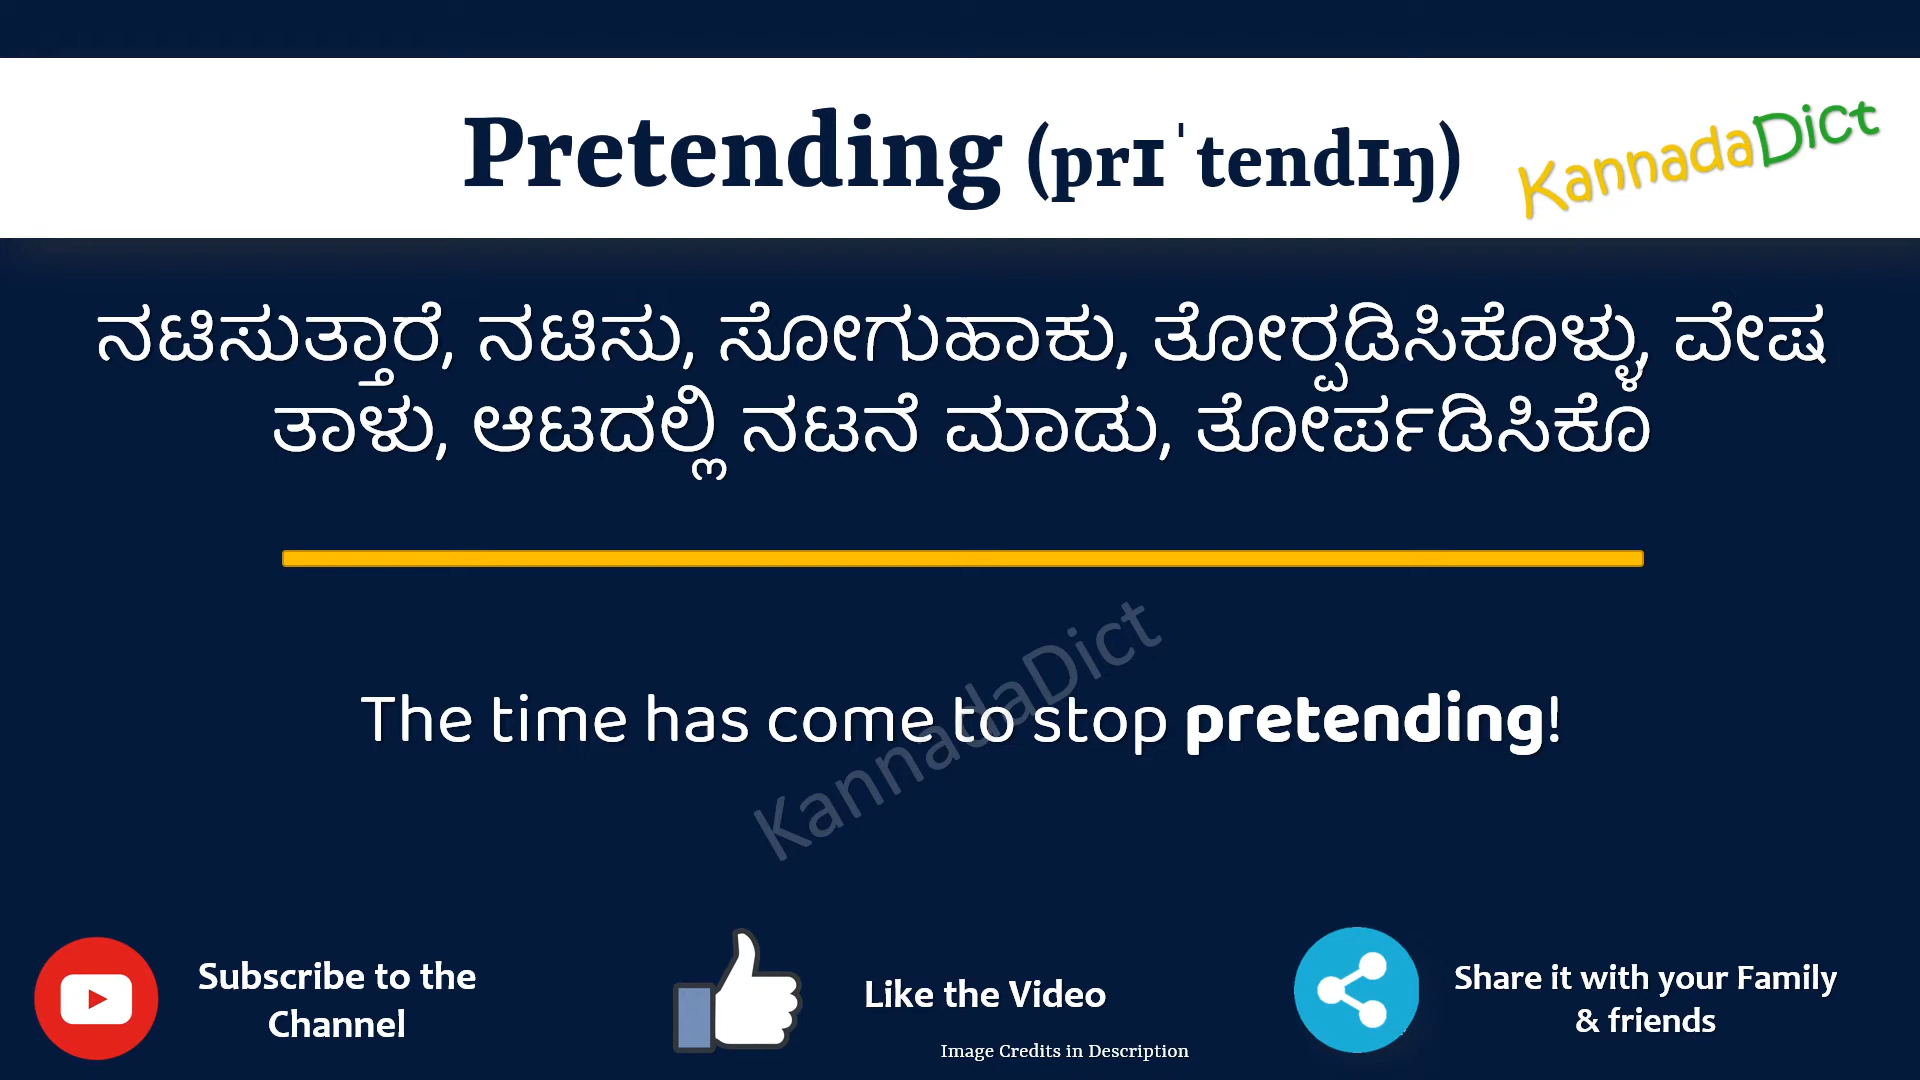 Pretending (prɪˈtendɪŋ)
KannadaDict
ನಟಿಸುತ್ತಾರೆ, ನಟಿಸು, ಸೋಗುಹಾಕು, ತೋರ‍್ಪಡಿಸಿಕೊಳ್ಳು, ವೇಷ
ತಾಳು, ಆಟದಲ್ಲಿ ನಟನೆ ಮಾಡು, ತೋರ್ಪಡಿಸಿಕೊ
The time has come to stop pretending!
KannadaDict
Subscribe to the
Channel
Like the Video
Share it with your Family
& friends
Image Credits in Description